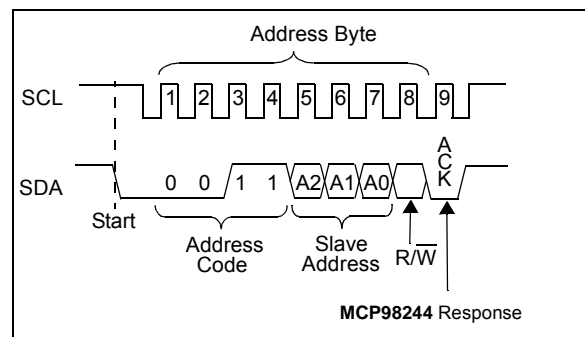 Address Byte
SCL 1 2 3 4 5 6 7 8 9
SDA 0 0 1 1 A2 A1 A0 ACK
Start
Address Code
Slave Address
R/W̅
MCP98244 Response